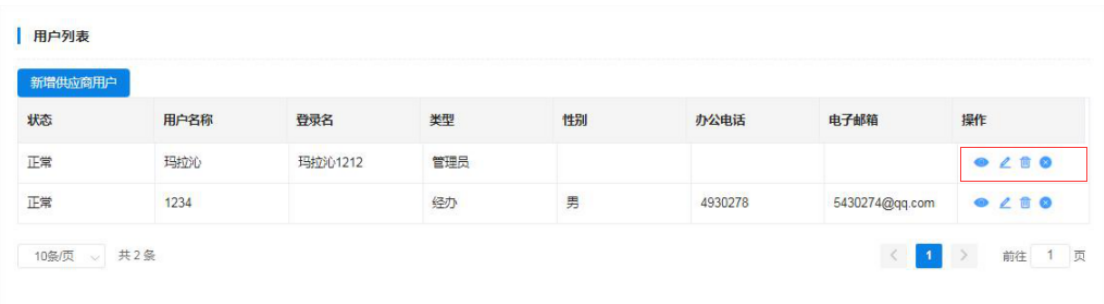 用户列表
新增供应商用户
状态 用户名称 登录名 类型 性别 办公电话 电子邮箱 操作
正常 玛拉沁 玛拉沁1212 管理员
正常 1234 经办 男 4930278 5430274@qq.com
10条/页 共 2 条 1 前往 1 页